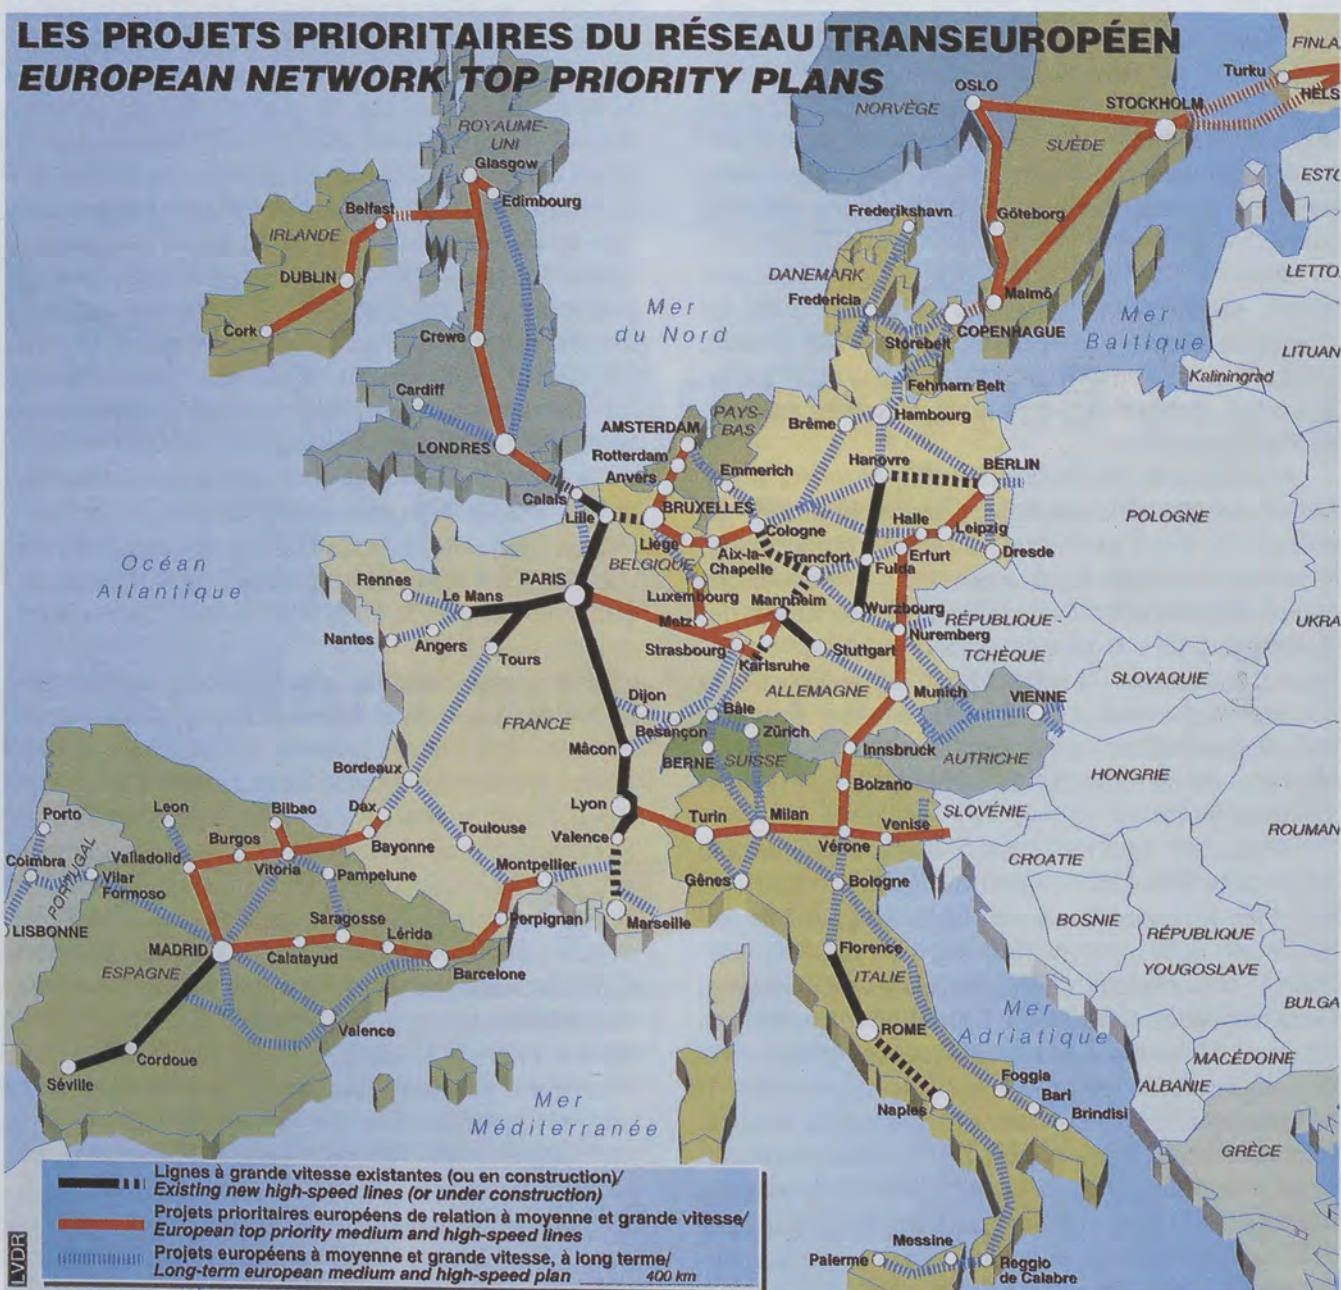 LES PROJETS PRIORITAIRES DU RÉSEAU TRANSEUROPÉEN
EUROPEAN NETWORK TOP PRIORITY PLANS
FINLA
Turku
HELS
OSLO
STOCKHOLM
NORVÈGE
SUÈDE
ROYAUME-
UNI
Glasgow
Edimbourg
ESTO
Belfast
IRLANDE
DUBLIN
Cork
Frederikshavn
Göteborg
DANEMARK
LETTO
Fredericia
Malmö
Mer
du Nord
COPENHAGUE
Mer
Baltique
Storebelt
Crewe
LITUAN
Kaliningrad
Fehmarn Belt
Cardiff
LONDRES
PAYS-
BAS
AMSTERDAM
Brême
Hambourg
Rotterdam
Anvers
Emmerich
Hanovre
BERLIN
Calais
Lille
BRUXELLES
Cologne
Halle
Leipzig
POLOGNE
Liège
Aix-la-
Chapelle
Francfort
Fulda
Erfurt
Dresde
BELGIQUE
Océan
Atlantique
PARIS
Rennes
Le Mans
Luxembourg
Mannheim
Wurzbourg
RÉPUBLIQUE-
TCHÈQUE
UKRA
Metz
Nantes
Angers
Tours
Strasbourg
Karlsruhe
Stuttgart
Nuremberg
ALLEMAGNE
Munich
SLOVAQUIE
VIENNE
Dijon
Besançon
Bâle
Zürich
FRANCE
Mâcon
BERNE
SUISSE
Innsbruck
AUTRICHE
HONGRIE
Bordeaux
Bolzano
Porto
Leon
Bilbao
Dax
Lyon
Turin
Milan
Venise
SLOVÉNIE
ROUMAN
Burgos
Bayonne
Toulouse
Valence
Vérone
Coimbra
PORTUGAL
Valladolid
Vitoria
Vilar
Formoso
Pampelune
Montpellier
Gênes
Bologne
CROATIE
LISBONNE
Saragosse
Lérida
Perpignan
Marseille
BOSNIE
RÉPUBLIQUE
YOUGOSLAVE
MADRID
Calatayud
Barcelone
Florence
ESPAGNE
ITALIE
BULGA
Valence
ROME
Mer
Adriatique
Cordoue
Séville
MACÉDOINE
ALBANIE
Foggia
Bari
Brindisi
Naples
Mer
Méditerranée
GRÈCE
Lignes à grande vitesse existantes (ou en construction)/
Existing new high-speed lines (or under construction)
Projets prioritaires européens de relation à moyenne et grande vitesse/
European top priority medium and high-speed lines
Projets européens à moyenne et grande vitesse, à long terme/
Long-term european medium and high-speed plan
400 km
Palerme
Messine
Reggio
de Calabre
LVDR